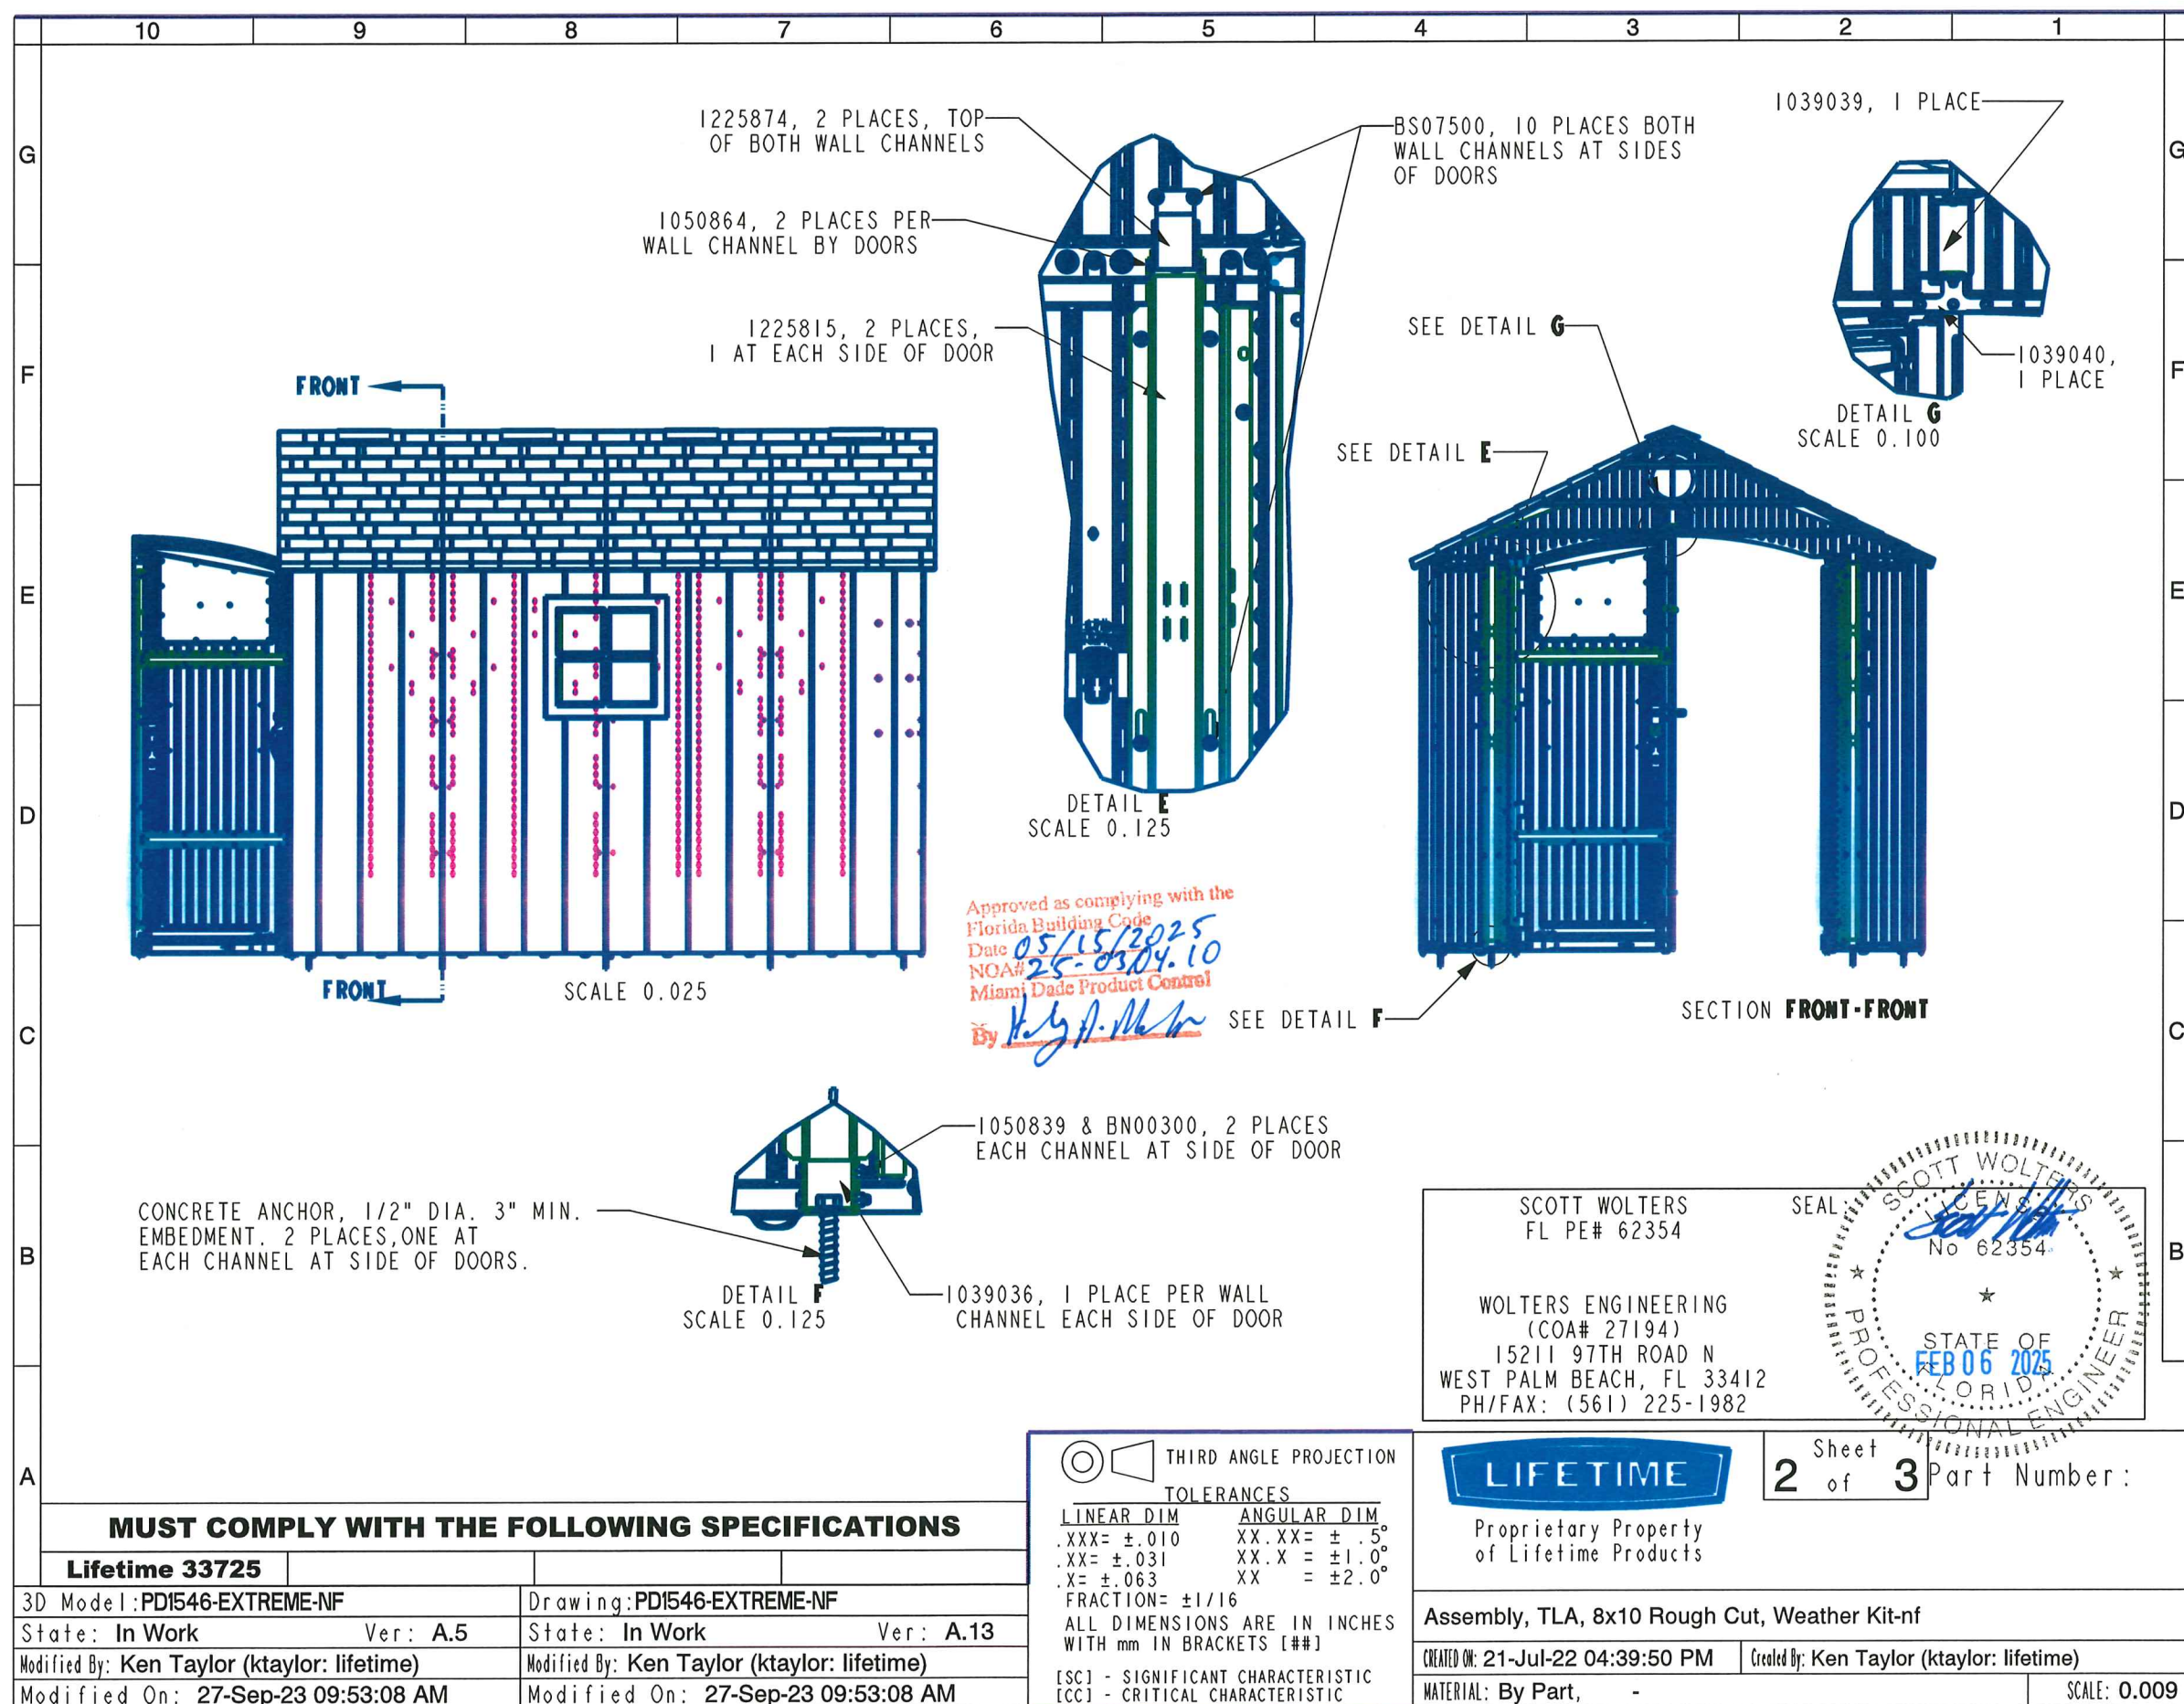 10 9 8 7 6 5 4 3 2 1
G
F
E
D
C
B
A
G
F
E
D
C
B
1225874, 2 PLACES, TOP
OF BOTH WALL CHANNELS
1050864, 2 PLACES PER
WALL CHANNEL BY DOORS
1225815, 2 PLACES,
1 AT EACH SIDE OF DOOR
BS07500, 10 PLACES BOTH
WALL CHANNELS AT SIDES
OF DOORS
1039039, 1 PLACE
1039040,
1 PLACE
DETAIL G
SCALE 0.100
SEE DETAIL G
SEE DETAIL E
FRONT
FRONT
SCALE 0.025
DETAIL E
SCALE 0.125
Approved as complying with the
Florida Building Code
Date 05/15/2025
NOA# 25-0304.10
Miami Dade Product Control
By
SEE DETAIL F
SECTION FRONT-FRONT
1050839 & BN00300, 2 PLACES
EACH CHANNEL AT SIDE OF DOOR
CONCRETE ANCHOR, 1/2" DIA. 3" MIN.
EMBEDMENT. 2 PLACES,ONE AT
EACH CHANNEL AT SIDE OF DOORS.
DETAIL F
SCALE 0.125
1039036, 1 PLACE PER WALL
CHANNEL EACH SIDE OF DOOR
SCOTT WOLTERS
FL PE# 62354
WOLTERS ENGINEERING
(COA# 27194)
15211 97TH ROAD N
WEST PALM BEACH, FL 33412
PH/FAX: (561) 225-1982
SEAL:
SCOTT WOLTERS
No 62354
STATE OF
FEB 06 2025
FLORIDA
PROFESSIONAL ENGINEER
MUST COMPLY WITH THE FOLLOWING SPECIFICATIONS
Lifetime 33725
3D Model: PD1546-EXTREME-NF
State: In Work Ver: A.5
Modified By: Ken Taylor (ktaylor: lifetime)
Modified On: 27-Sep-23 09:53:08 AM
Drawing: PD1546-EXTREME-NF
State: In Work Ver: A.13
Modified By: Ken Taylor (ktaylor: lifetime)
Modified On: 27-Sep-23 09:53:08 AM
THIRD ANGLE PROJECTION
TOLERANCES
LINEAR DIM ANGULAR DIM
.XXX= ±.010 XX.XX= ± .5°
.XX= ±.031 XX.X = ±1.0°
.X= ±.063 XX = ±2.0°
FRACTION= ±1/16
ALL DIMENSIONS ARE IN INCHES
WITH mm IN BRACKETS [##]
[SC] - SIGNIFICANT CHARACTERISTIC
[CC] - CRITICAL CHARACTERISTIC
LIFETIME
Proprietary Property
of Lifetime Products
Sheet
2 of 3
Part Number:
Assembly, TLA, 8x10 Rough Cut, Weather Kit-nf
CREATED ON: 21-Jul-22 04:39:50 PM Created By: Ken Taylor (ktaylor: lifetime)
MATERIAL: By Part, -
SCALE: 0.009